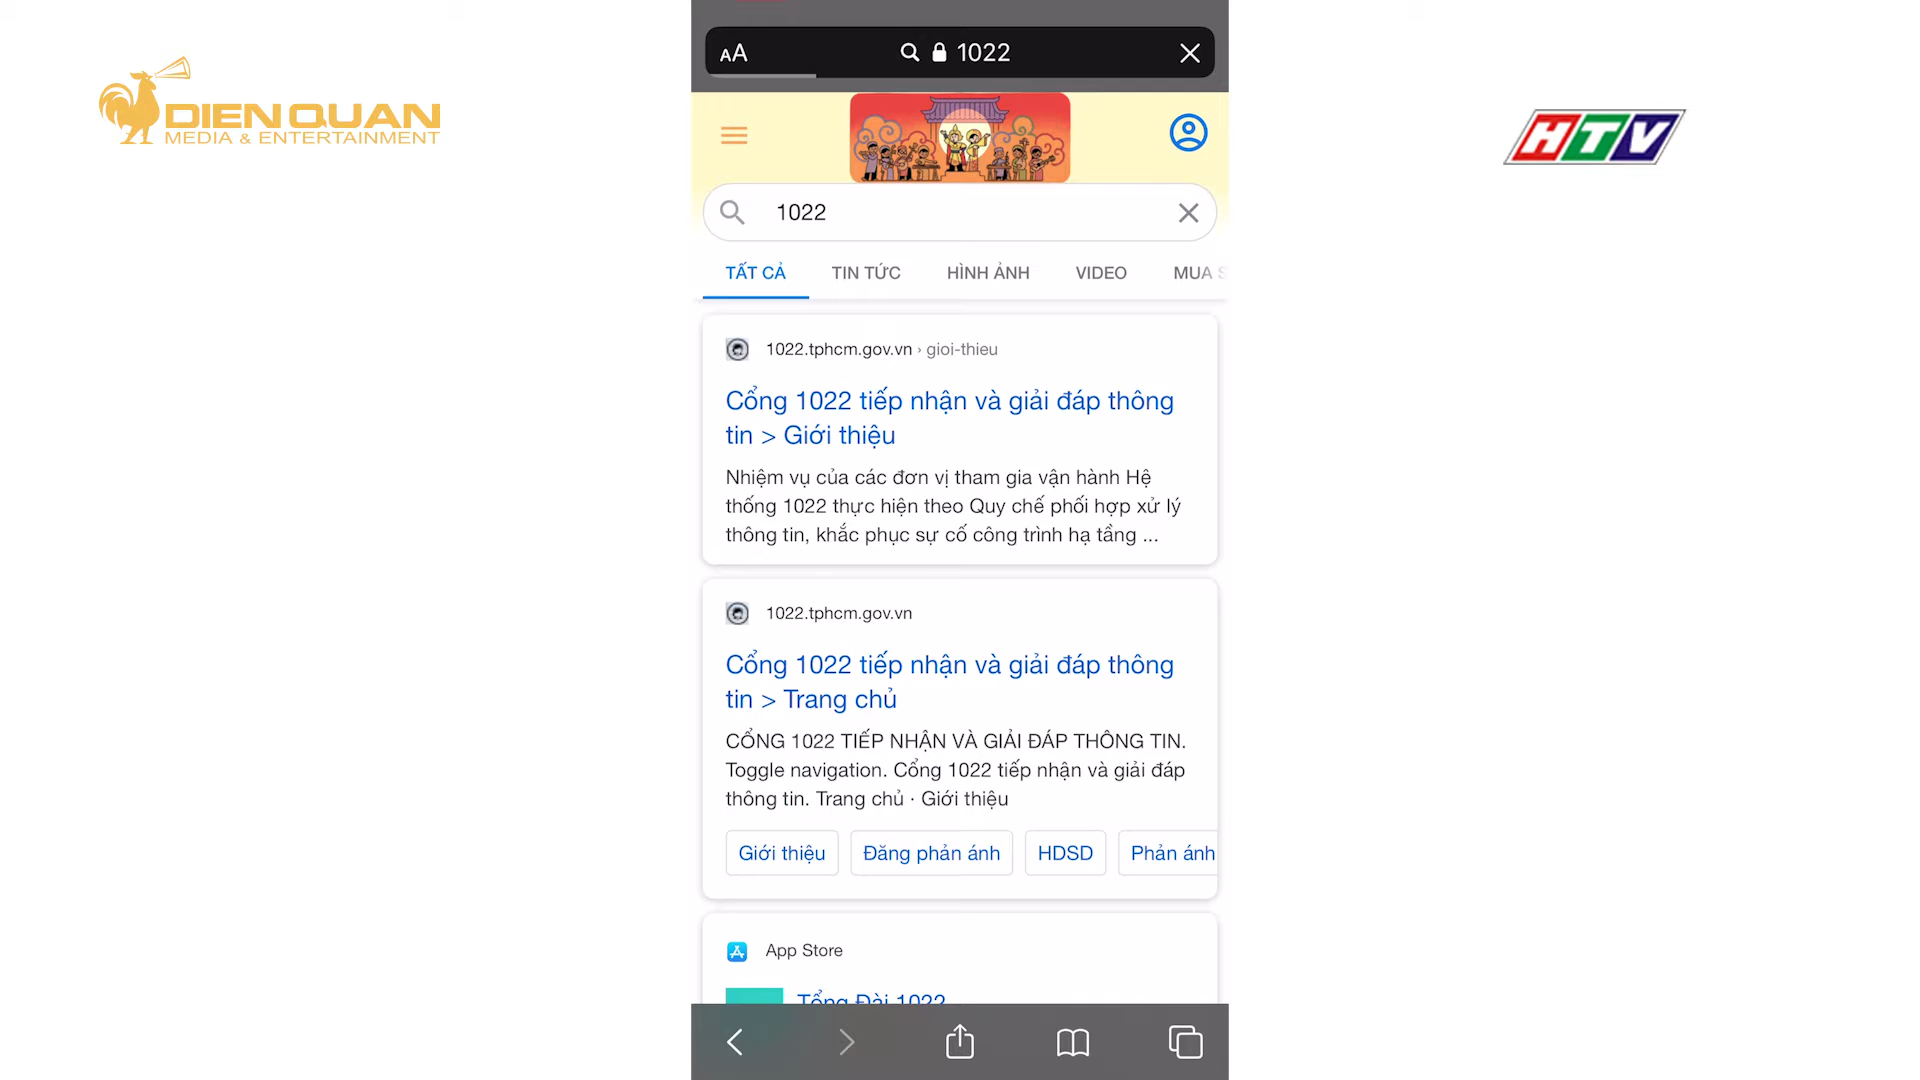 DIEN QUAN
MEDIA & ENTERTAINMENT
HTV
AA
1022
1022
TẤT CẢ
TIN TỨC
HÌNH ẢNH
VIDEO
MUA S
1022.tphcm.gov.vn › gioi-thieu
Cổng 1022 tiếp nhận và giải đáp thông
tin > Giới thiệu
Nhiệm vụ của các đơn vị tham gia vận hành Hệ
thống 1022 thực hiện theo Quy chế phối hợp xử lý
thông tin, khắc phục sự cố công trình hạ tầng ...
1022.tphcm.gov.vn
Cổng 1022 tiếp nhận và giải đáp thông
tin > Trang chủ
CỔNG 1022 TIẾP NHẬN VÀ GIẢI ĐÁP THÔNG TIN.
Toggle navigation. Cổng 1022 tiếp nhận và giải đáp
thông tin. Trang chủ · Giới thiệu
Giới thiệu
Đăng phản ánh
HDSD
Phản ánh
App Store
Tổng Đài 1022